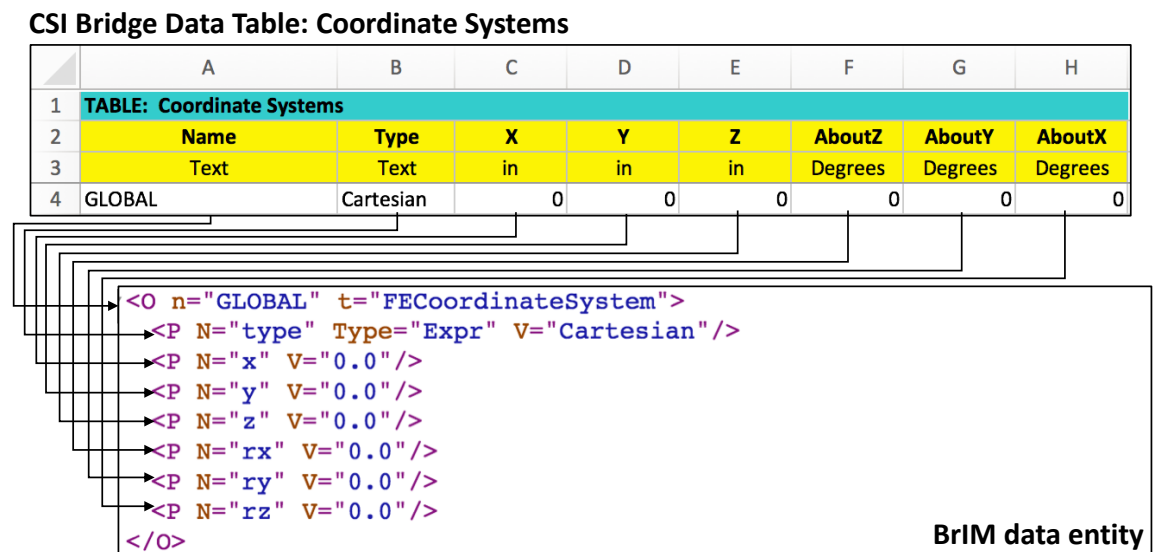 CSI Bridge Data Table: Coordinate Systems
A B C D E F G H
1 TABLE: Coordinate Systems
2 Name Type X Y Z AboutZ AboutY AboutX
3 Text Text in in in Degrees Degrees Degrees
4 GLOBAL Cartesian 0 0 0 0 0 0
<O n="GLOBAL" t="FECoordinateSystem">
<P N="type" Type="Expr" V="Cartesian"/>
<P N="x" V="0.0"/>
<P N="y" V="0.0"/>
<P N="z" V="0.0"/>
<P N="rx" V="0.0"/>
<P N="ry" V="0.0"/>
<P N="rz" V="0.0"/>
</O>
BrIM data entity